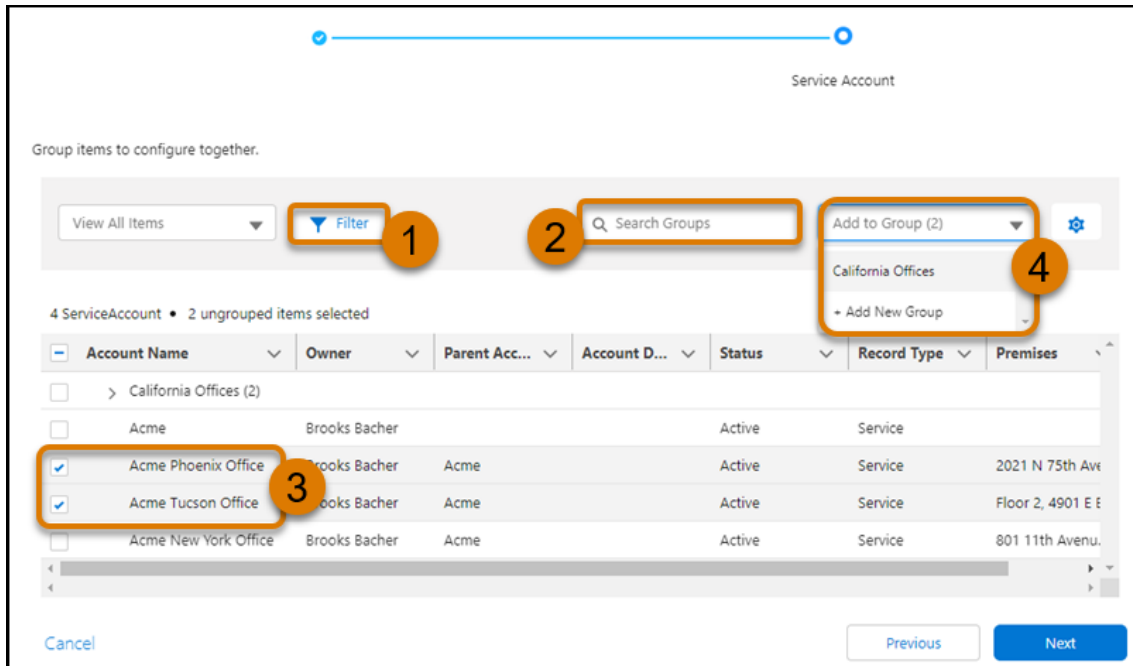 Service Account
Group items to configure together.
View All Items Filter 1 2 Search Groups Add to Group (2)
California Offices 4
+ Add New Group
4 ServiceAccount • 2 ungrouped items selected
Account Name Owner Parent Acc... Account D... Status Record Type Premises
California Offices (2)
Acme Brooks Bacher Active Service
Acme Phoenix Office Brooks Bacher Acme Active Service 2021 N 75th Ave
3
Acme Tucson Office Brooks Bacher Acme Active Service Floor 2, 4901 E
Acme New York Office Brooks Bacher Acme Active Service 801 11th Avenu.
Cancel Previous Next